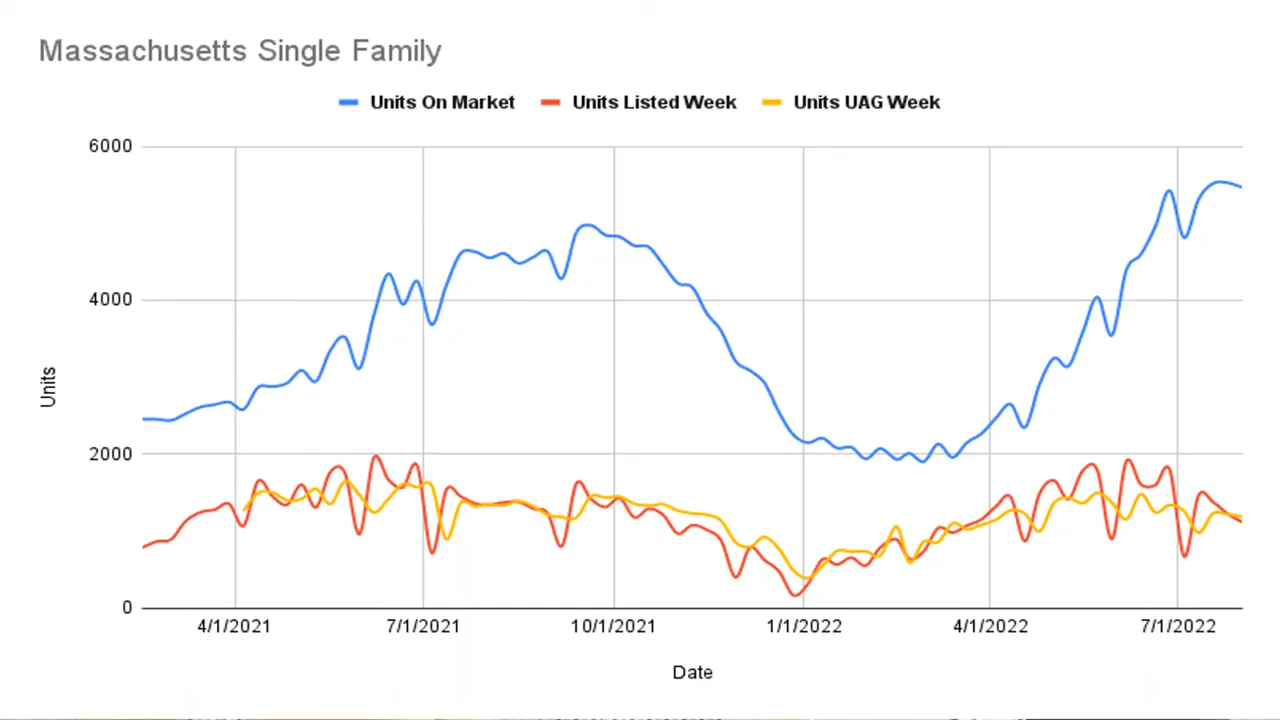 Massachusetts Single Family
Units On Market Units Listed Week Units UAG Week
6000
4000
2000
0
Units
4/1/2021 7/1/2021 10/1/2021 1/1/2022 4/1/2022 7/1/2022
Date